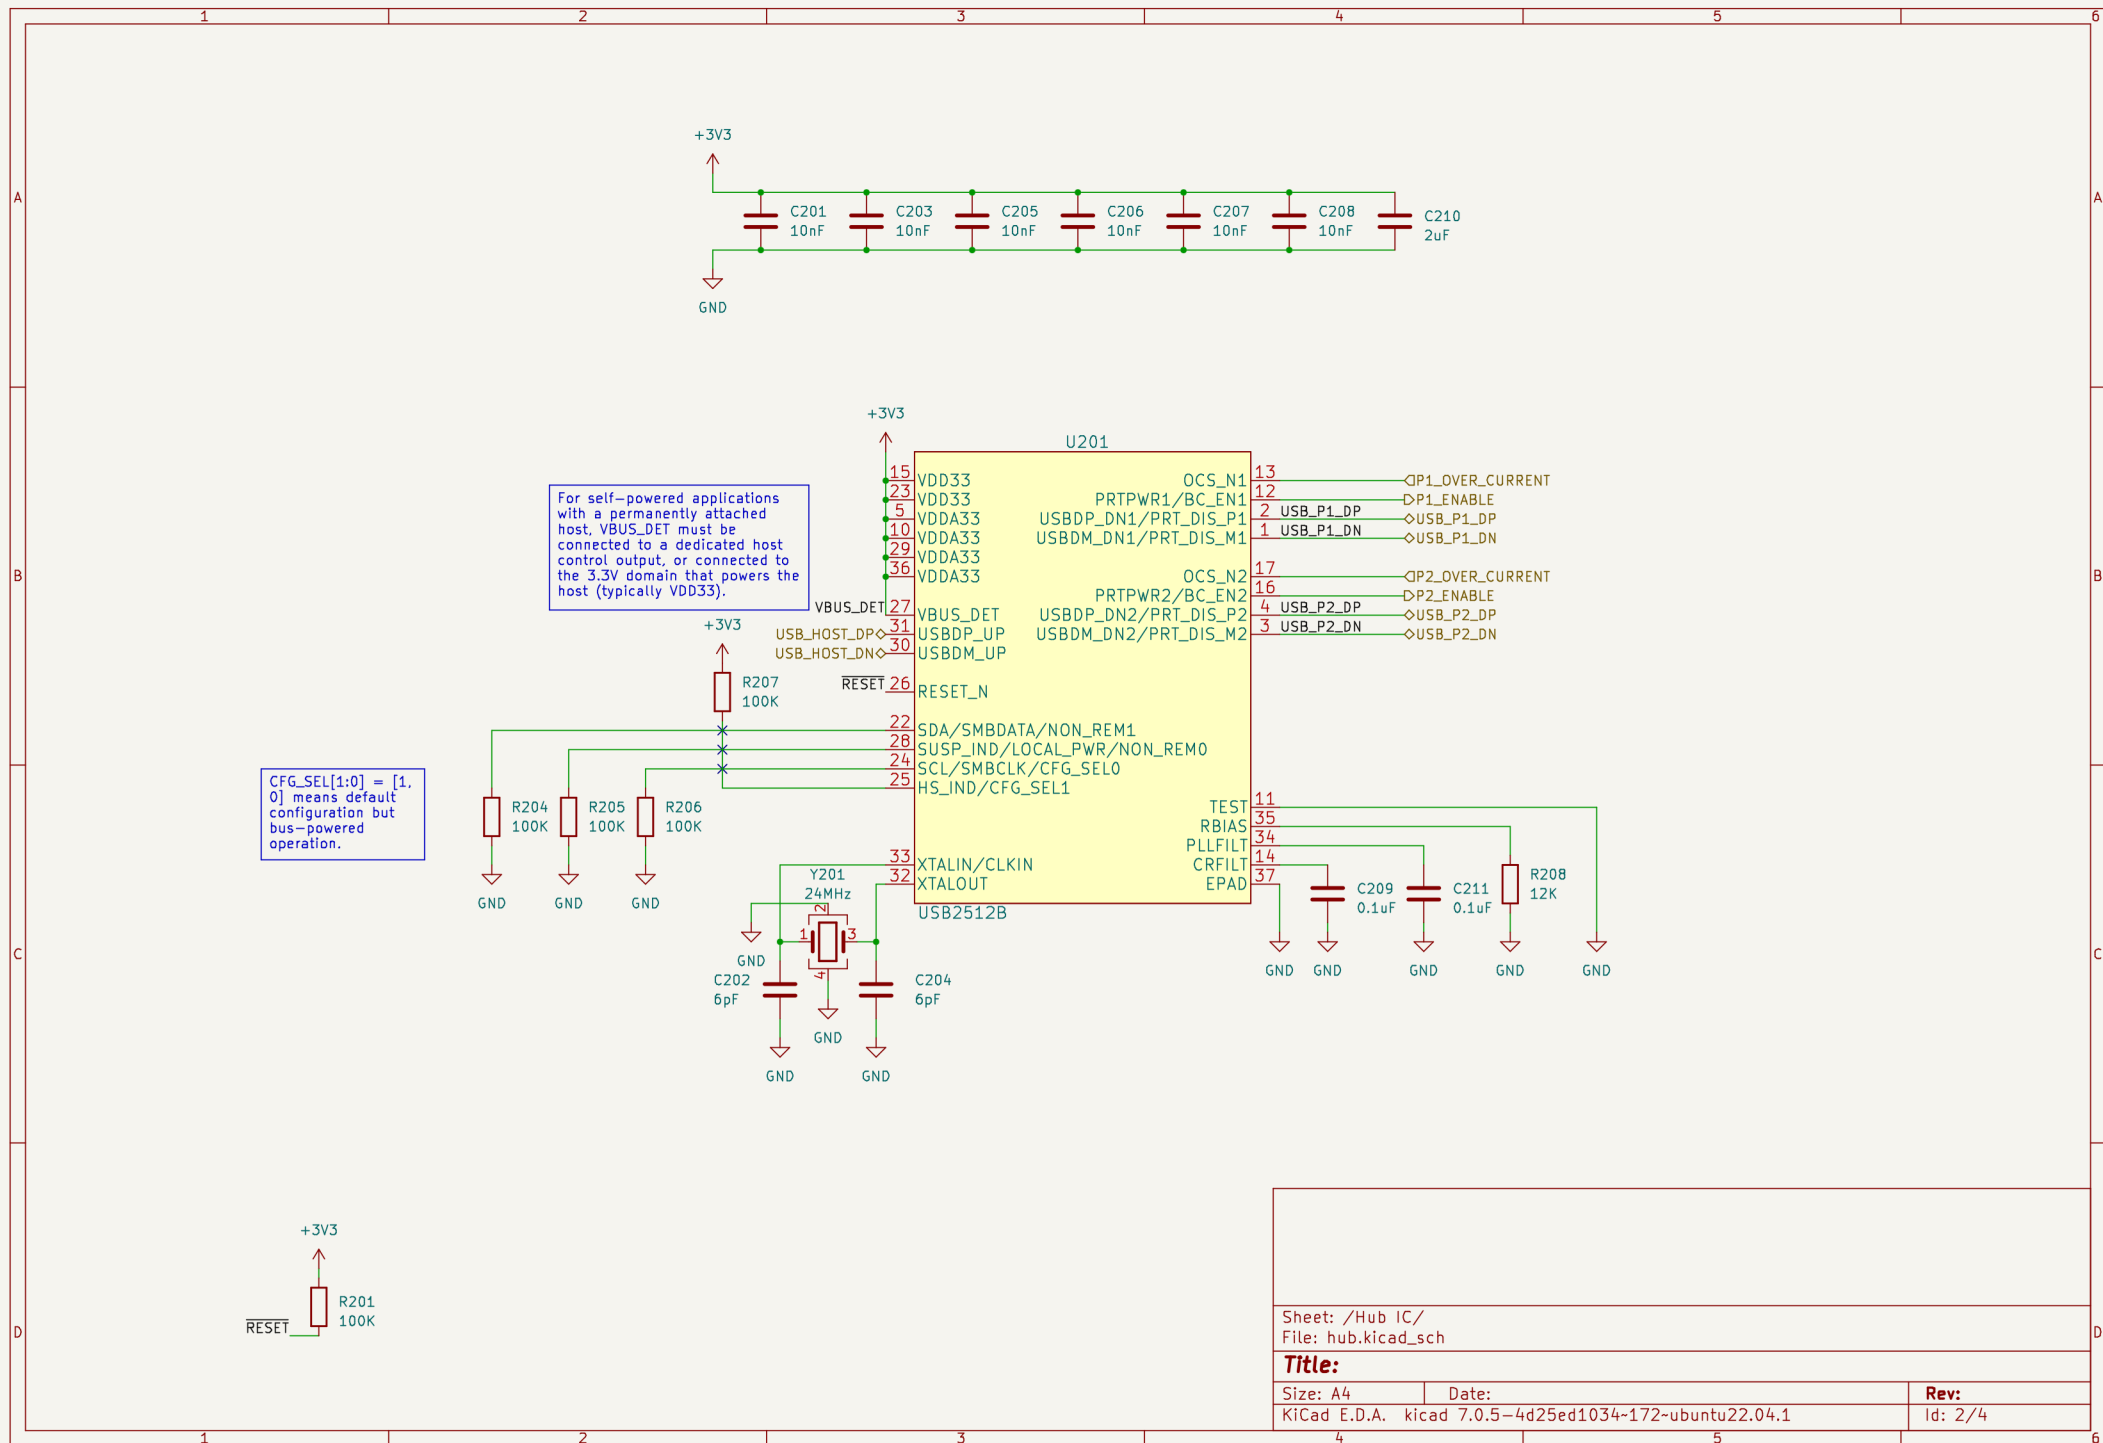 1 2 3 4 5 6
A A
B B
C C
D D
+3V3
C201
10nF
C203
10nF
C205
10nF
C206
10nF
C207
10nF
C208
10nF
C210
2uF
GND
+3V3
U201
15 VDD33
23 VDD33
5 VDDA33
10 VDDA33
29 VDDA33
36 VDDA33
VBUS_DET 27 VBUS_DET
USB_HOST_DP 31 USBDP_UP
USB_HOST_DN 30 USBDM_UP
RESET 26 RESET_N
22 SDA/SMBDATA/NON_REM1
28 SUSP_IND/LOCAL_PWR/NON_REM0
24 SCL/SMBCLK/CFG_SEL0
25 HS_IND/CFG_SEL1
33 XTALIN/CLKIN
32 XTALOUT
USB2512B
OCS_N1 13 P1_OVER_CURRENT
PRTPWR1/BC_EN1 12 P1_ENABLE
USBDP_DN1/PRT_DIS_P1 2 USB_P1_DP USB_P1_DP
USBDM_DN1/PRT_DIS_M1 1 USB_P1_DN USB_P1_DN
OCS_N2 17 P2_OVER_CURRENT
PRTPWR2/BC_EN2 16 P2_ENABLE
USBDP_DN2/PRT_DIS_P2 4 USB_P2_DP USB_P2_DP
USBDM_DN2/PRT_DIS_M2 3 USB_P2_DN USB_P2_DN
TEST 11
RBIAS 35
PLLFILT 34
CRFILT 14
EPAD 37
For self-powered applications
with a permanently attached
host, VBUS_DET must be
connected to a dedicated host
control output, or connected to
the 3.3V domain that powers the
host (typically VDD33).
+3V3
R207
100K
CFG_SEL[1:0] = [1,
0] means default
configuration but
bus-powered
operation.
R204
100K
R205
100K
R206
100K
GND GND GND
Y201
24MHz
2
1 3
4
GND
C202
6pF
C204
6pF
GND
GND GND
C209
0.1uF
C211
0.1uF
R208
12K
GND GND GND GND GND
+3V3
R201
100K
RESET
Sheet: /Hub IC/
File: hub.kicad_sch
Title:
Size: A4 Date: Rev:
KiCad E.D.A. kicad 7.0.5-4d25ed1034~172~ubuntu22.04.1 Id: 2/4
1 2 3 4 5 6